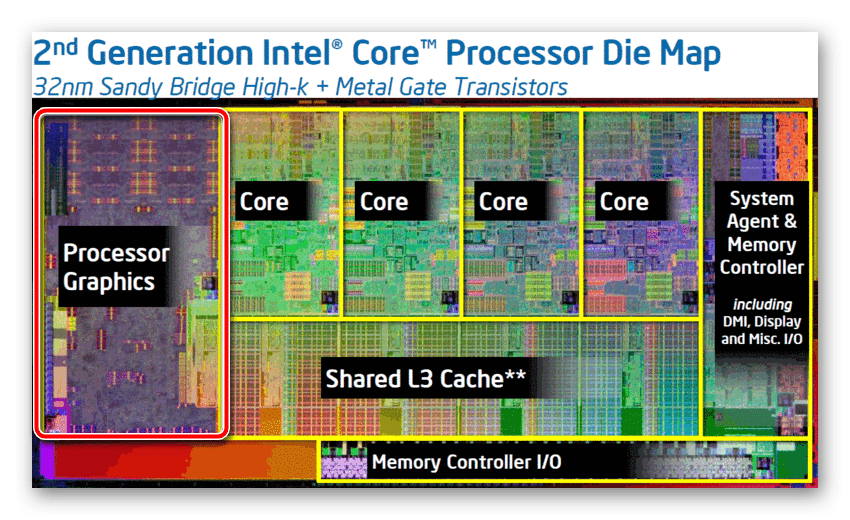 2nd Generation Intel® Core™ Processor Die Map
32nm Sandy Bridge High-k + Metal Gate Transistors
Processor
Graphics
Core
Core
Core
Core
System
Agent &
Memory
Controller
including
DMI, Display
and Misc. I/O
Shared L3 Cache**
Memory Controller I/O